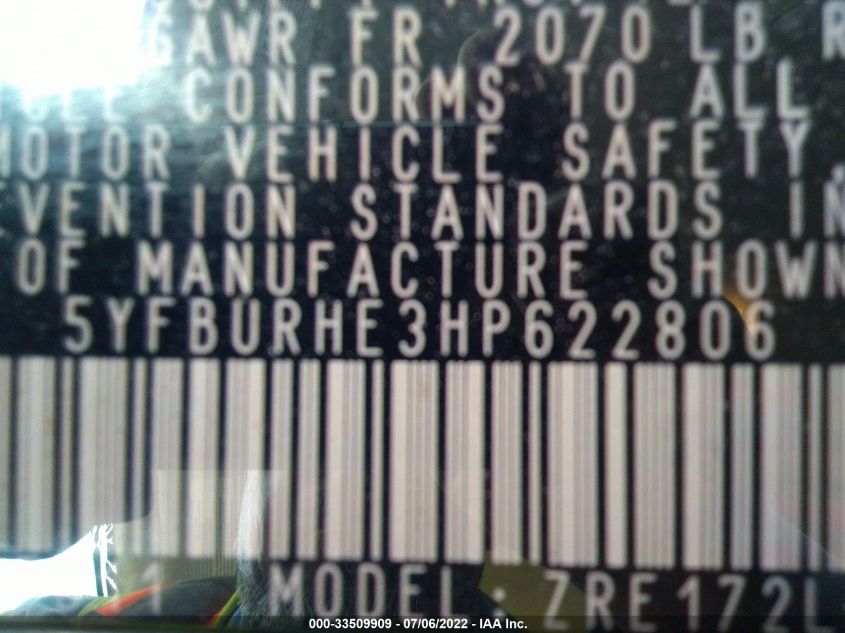 GAWR FR 2070 LB
CONFORMS TO ALL
MOTOR VEHICLE SAFETY,
STANDARDS IN
OF MANUFACTURE SHOWN
5YFBURHE3HP622806
MODEL: ZRE172L
000-33509909 - 07/06/2022 - IAA Inc.